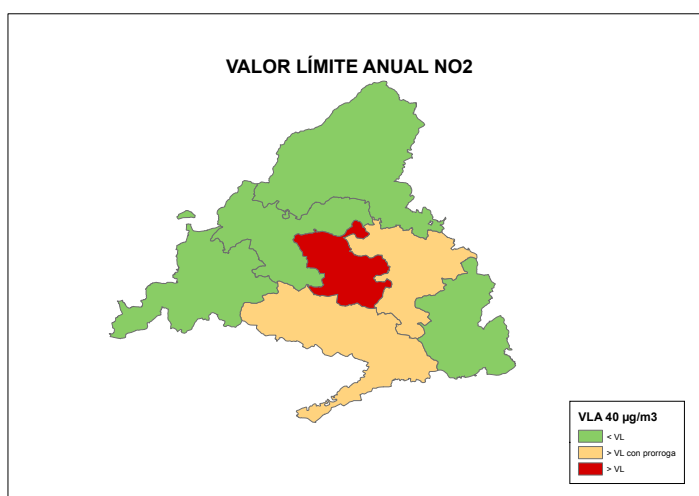 VALOR LÍMITE ANUAL NO2
VLA 40 µg/m3
< VL
> VL con prorroga
> VL